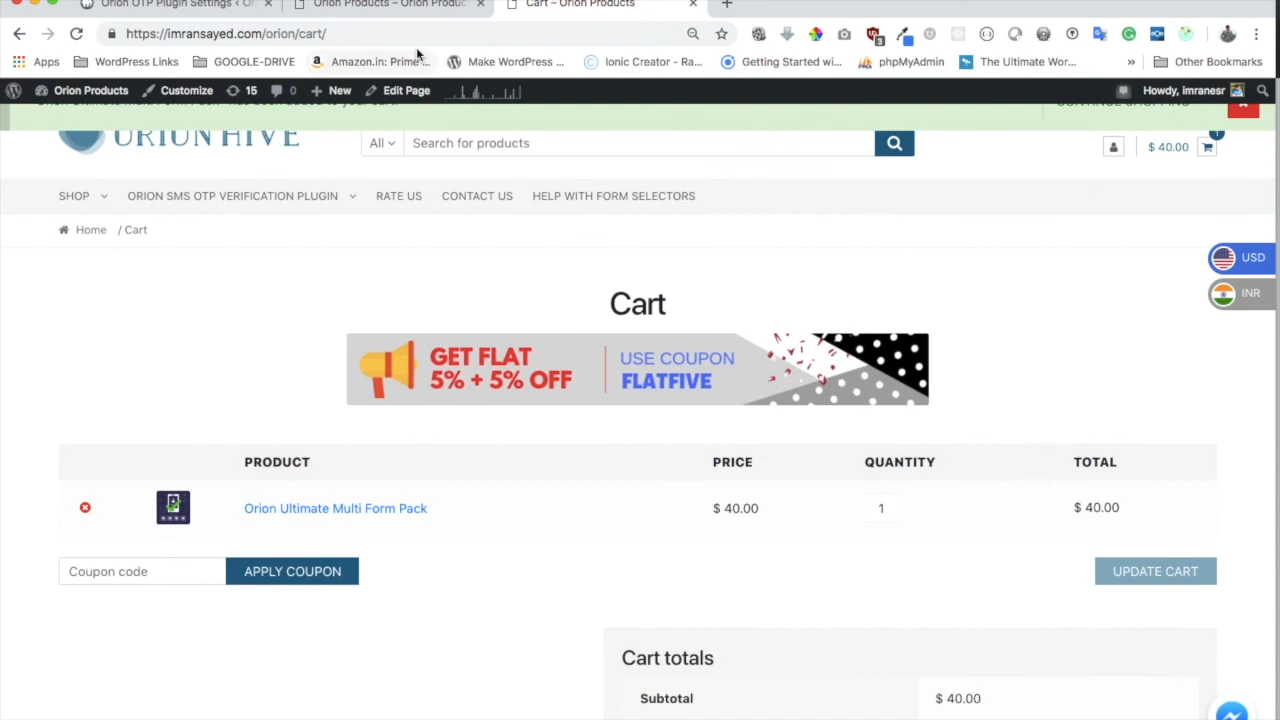 Orion OTP Plugin Settings ‹ Or
Orion Products – Orion Product
Cart – Orion Products
https://imransayed.com/orion/cart/
3
Apps
WordPress Links
GOOGLE-DRIVE
Amazon.in: Prime...
Make WordPress ...
Ionic Creator - Ra...
Getting Started wi...
phpMyAdmin
The Ultimate Wor...
»
Other Bookmarks
Orion Products
Customize
15
0
New
Edit Page
Howdy, imranesr
ORION HIVE
All
Search for products
$ 40.00
1
SHOP
ORION SMS OTP VERIFICATION PLUGIN
RATE US
CONTACT US
HELP WITH FORM SELECTORS
Home / Cart
USD
INR
Cart
GET FLAT
5% + 5% OFF
USE COUPON
FLATFIVE
PRODUCT PRICE QUANTITY TOTAL
Orion Ultimate Multi Form Pack $ 40.00 1 $ 40.00
Coupon code
APPLY COUPON
UPDATE CART
Cart totals
Subtotal $ 40.00